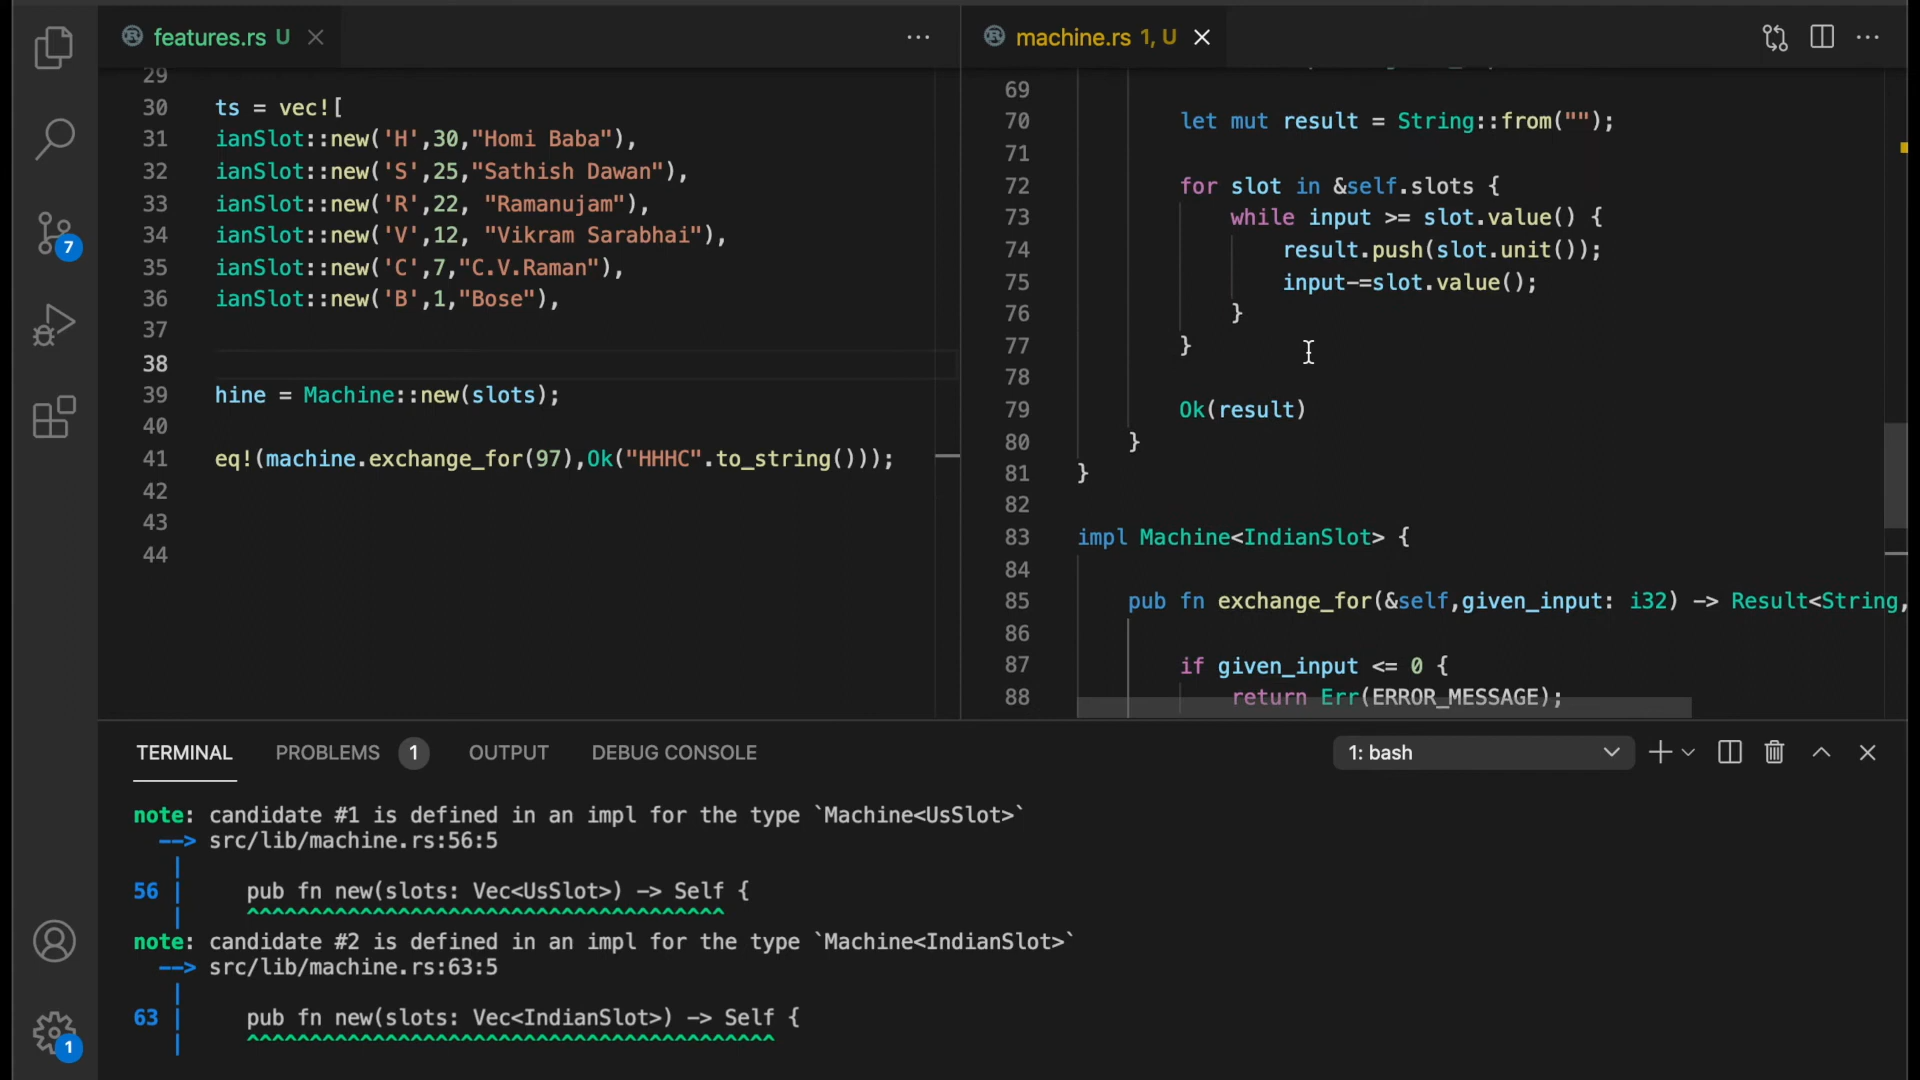 features.rs U
29
30 ts = vec![
31 ianSlot::new('H',30,"Homi Baba"),
32 ianSlot::new('S',25,"Sathish Dawan"),
33 ianSlot::new('R',22, "Ramanujam"),
34 ianSlot::new('V',12, "Vikram Sarabhai"),
35 ianSlot::new('C',7,"C.V.Raman"),
36 ianSlot::new('B',1,"Bose"),
37
38
39 hine = Machine::new(slots);
40
41 eq!(machine.exchange_for(97),Ok("HHHC".to_string()));
42
43
44
machine.rs 1, U
69
70 let mut result = String::from("");
71
72 for slot in &self.slots {
73 while input >= slot.value() {
74 result.push(slot.unit());
75 input-=slot.value();
76 }
77 }
78
79 Ok(result)
80 }
81 }
82
83 impl Machine<IndianSlot> {
84
85 pub fn exchange_for(&self,given_input: i32) -> Result<String,
86
87 if given_input <= 0 {
88 return Err(ERROR_MESSAGE);
7
1
TERMINAL PROBLEMS 1 OUTPUT DEBUG CONSOLE 1: bash
note: candidate #1 is defined in an impl for the type `Machine<UsSlot>`
--> src/lib/machine.rs:56:5
|
56 | pub fn new(slots: Vec<UsSlot>) -> Self {
| ^^^^^^^^^^^^^^^^^^^^^^^^^^^^^^^^^^^^^^
note: candidate #2 is defined in an impl for the type `Machine<IndianSlot>`
--> src/lib/machine.rs:63:5
|
63 | pub fn new(slots: Vec<IndianSlot>) -> Self {
| ^^^^^^^^^^^^^^^^^^^^^^^^^^^^^^^^^^^^^^^^^^